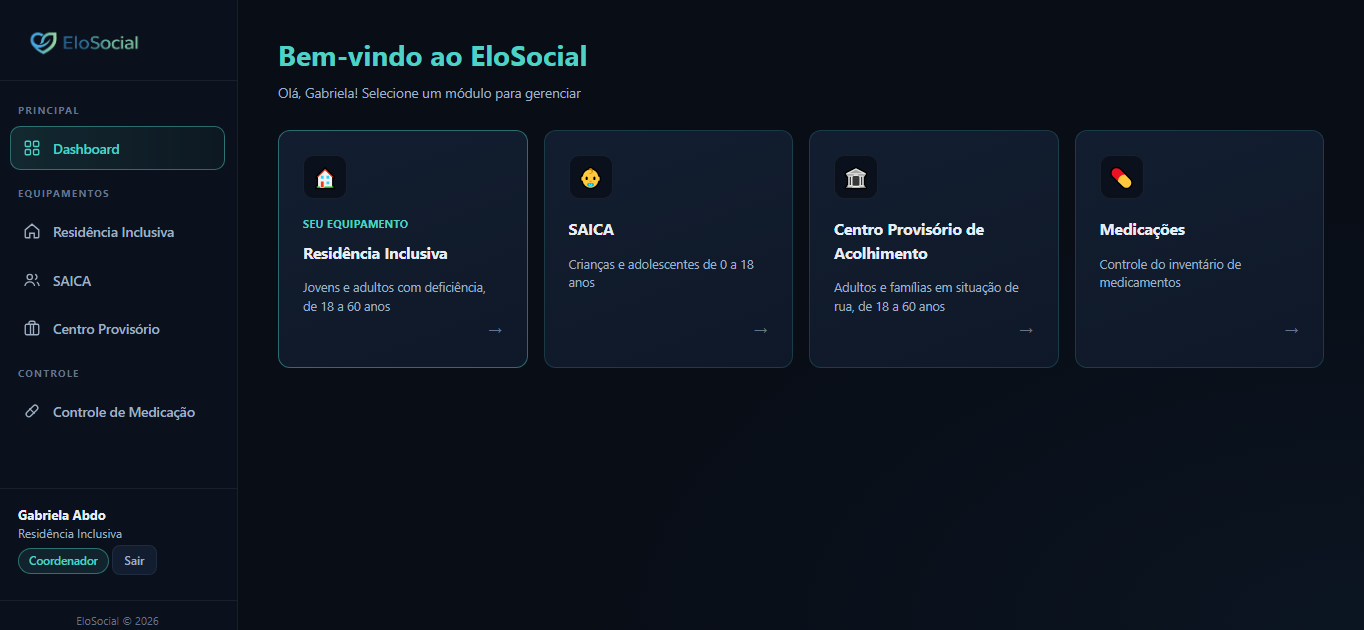 EloSocial
PRINCIPAL
Dashboard
EQUIPAMENTOS
Residência Inclusiva
SAICA
Centro Provisório
CONTROLE
Controle de Medicação
Gabriela Abdo
Residência Inclusiva
Coordenador
Sair
EloSocial © 2026
Bem-vindo ao EloSocial
Olá, Gabriela! Selecione um módulo para gerenciar
SEU EQUIPAMENTO
Residência Inclusiva
Jovens e adultos com deficiência,
de 18 a 60 anos
→
SAICA
Crianças e adolescentes de 0 a 18
anos
→
Centro Provisório de
Acolhimento
Adultos e famílias em situação de
rua, de 18 a 60 anos
→
Medicações
Controle do inventário de
medicamentos
→